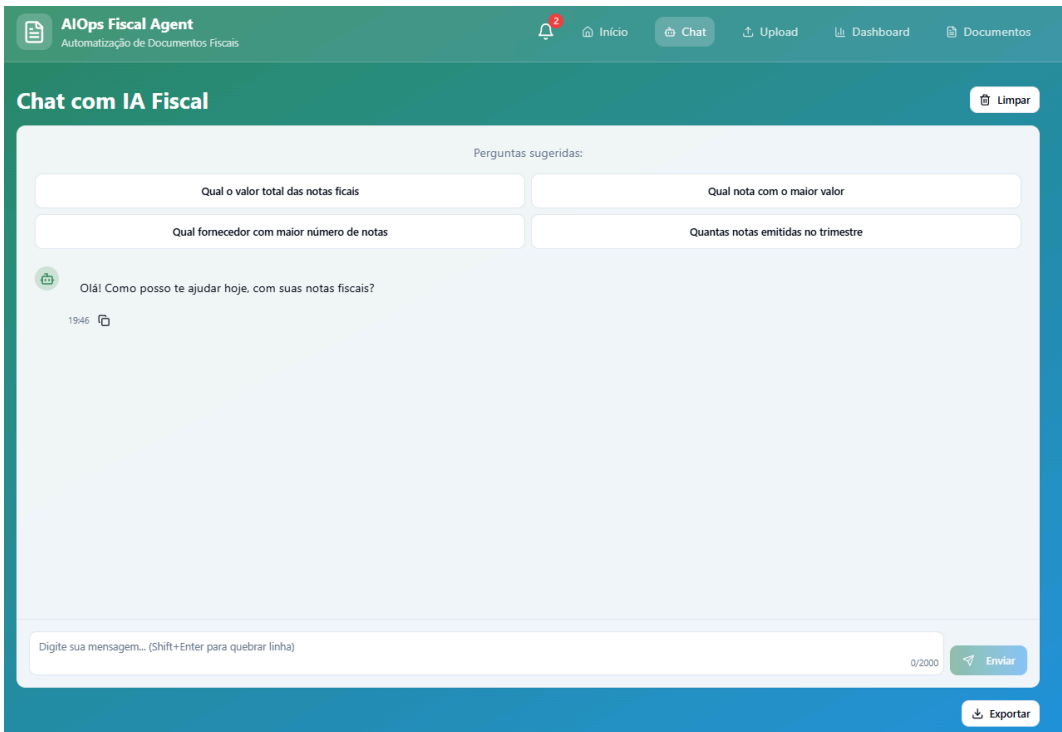 AIOps Fiscal Agent
Automatização de Documentos Fiscais
2
Início
Chat
Upload
Dashboard
Documentos
Chat com IA Fiscal
Limpar
Perguntas sugeridas:
Qual o valor total das notas ficais
Qual nota com o maior valor
Qual fornecedor com maior número de notas
Quantas notas emitidas no trimestre
Olá! Como posso te ajudar hoje, com suas notas fiscais?
19:46
Digite sua mensagem... (Shift+Enter para quebrar linha)
0/2000
Enviar
Exportar